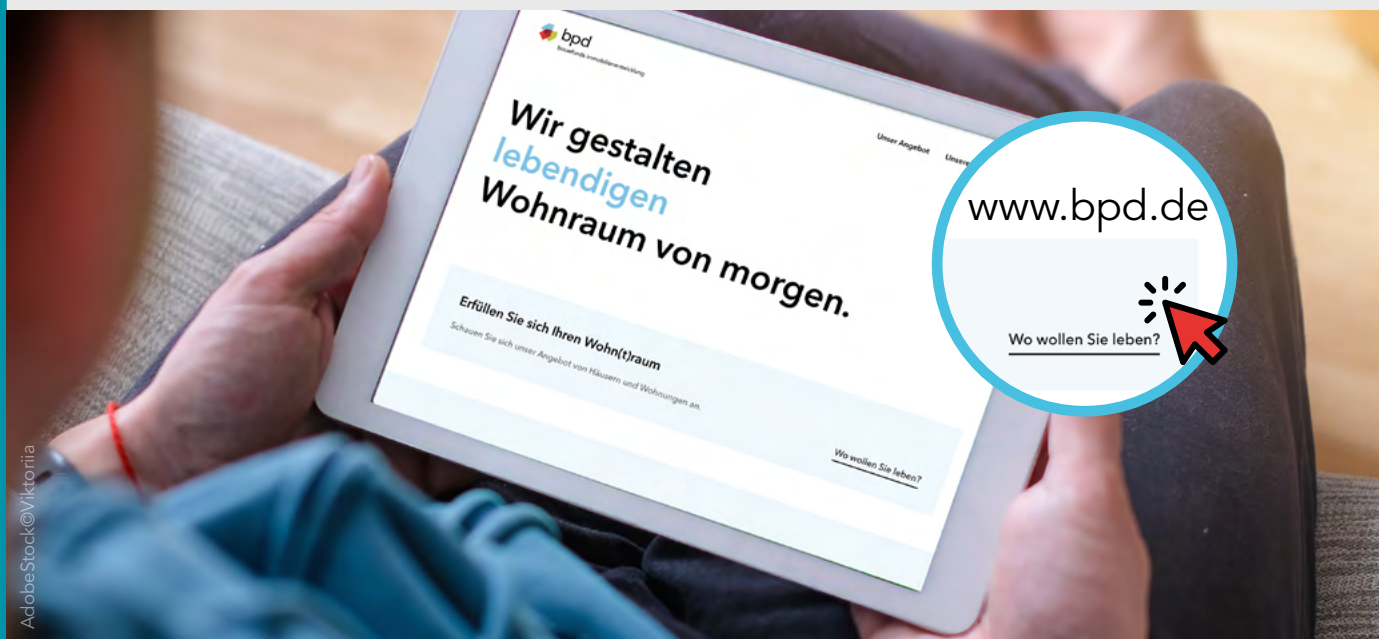 bpd
bouwfonds immobilienentwicklung
Unser Angebot
Unsere
Wir gestalten
lebendigen
Wohnraum von morgen.
Erfüllen Sie sich Ihren Wohn(t)raum
Schauen Sie sich unser Angebot von Häusern und Wohnungen an.
Wo wollen Sie leben?
www.bpd.de
Wo wollen Sie leben?
AdobeStock©Viktoriia